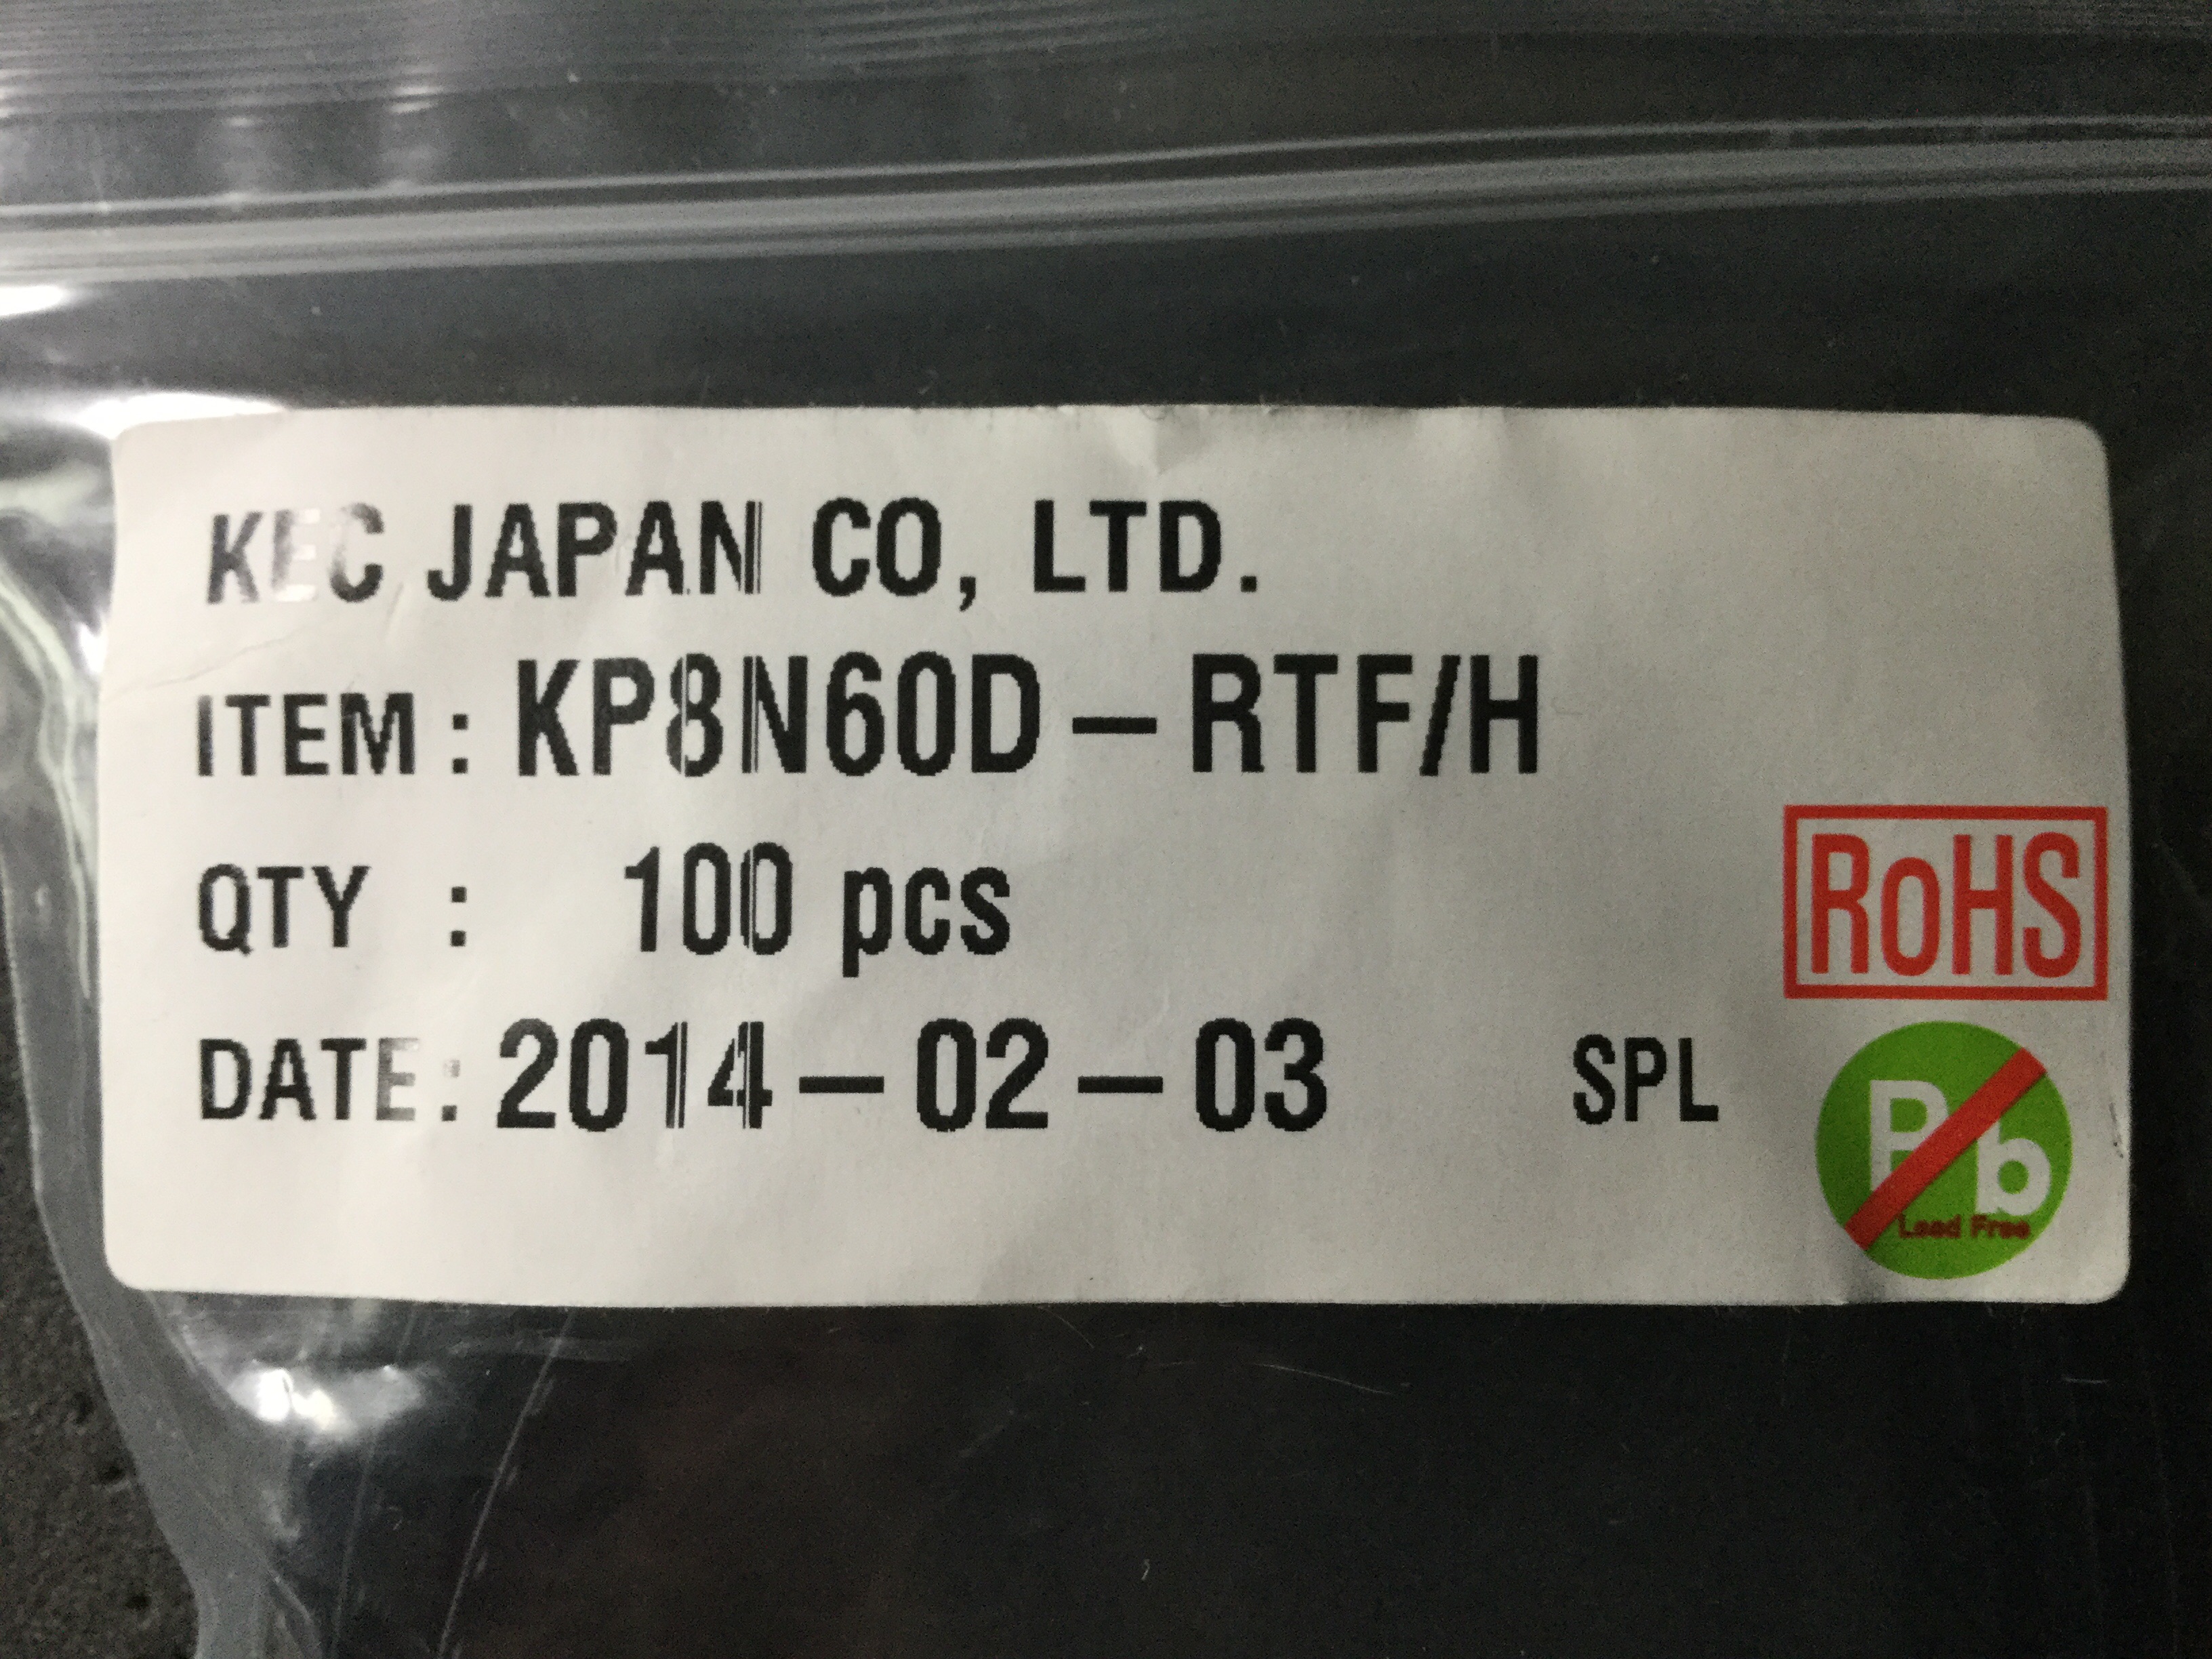 KEC JAPAN CO, LTD.
ITEM : KP8N60D-RTF/H
QTY : 100 pcs
RoHS
DATE : 2014-02-03 SPL
Pb
Lead Free